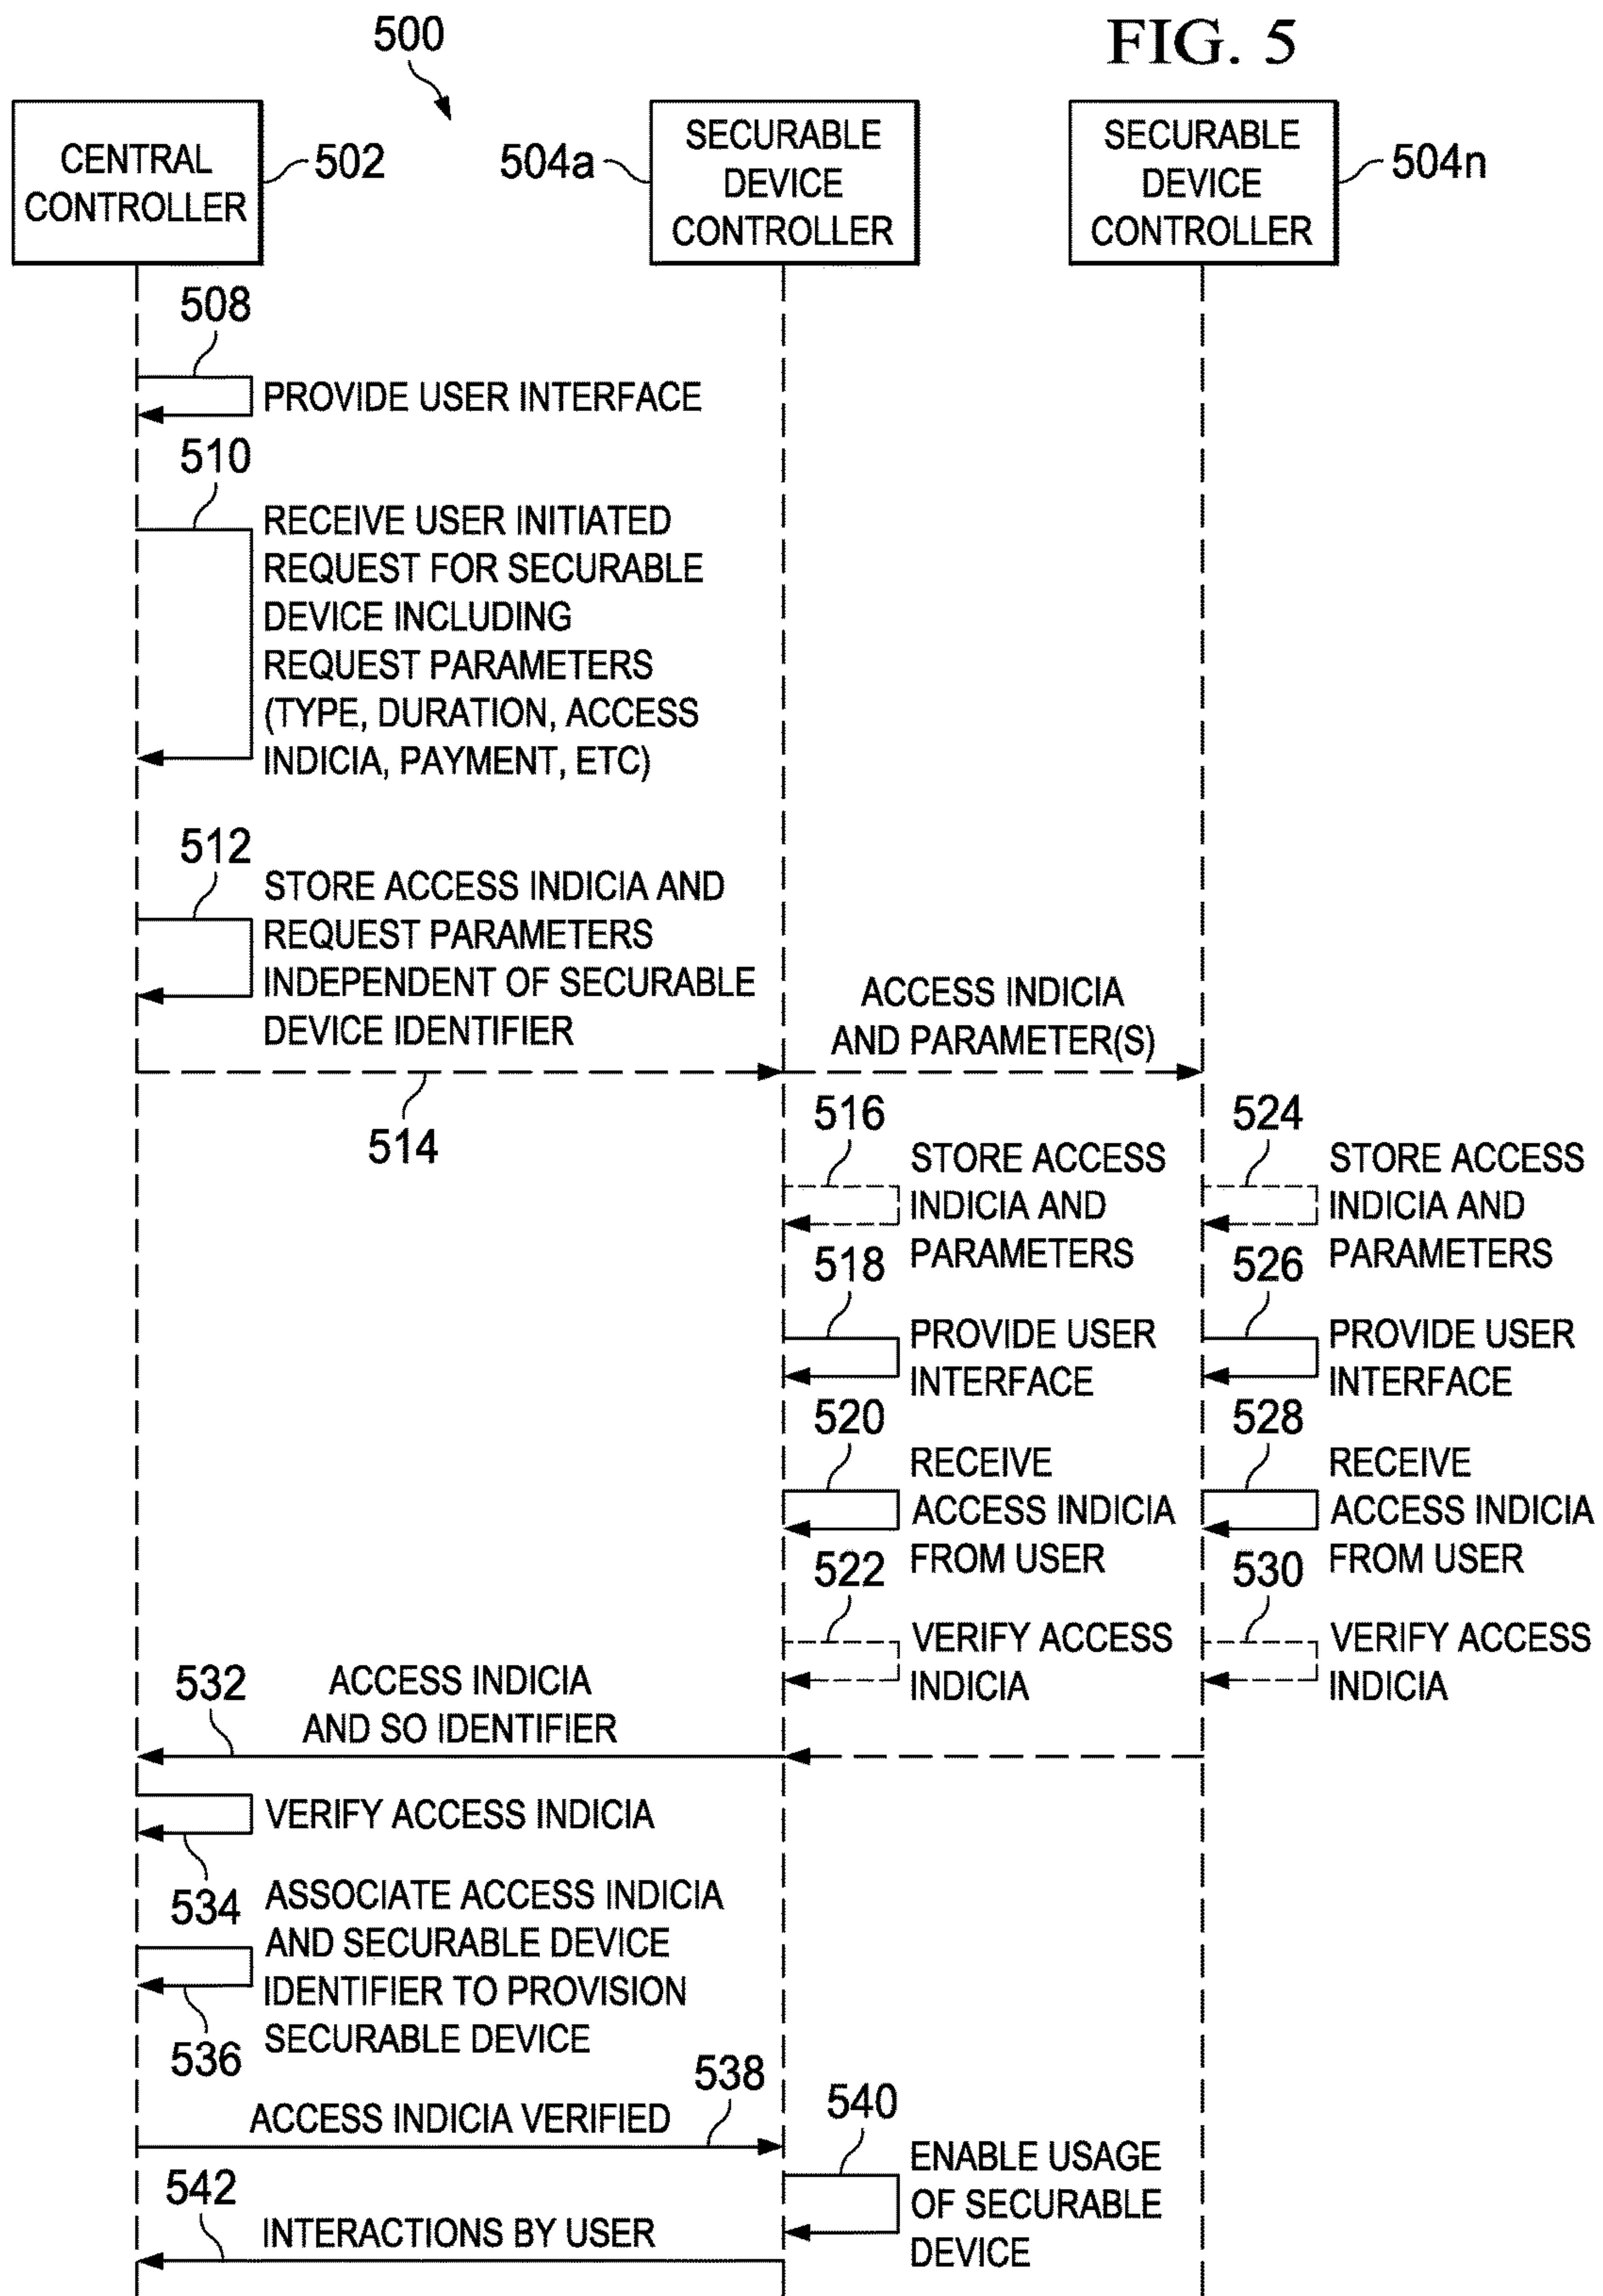 FIG. 5
500
CENTRAL
CONTROLLER
502
504a
SECURABLE
DEVICE
CONTROLLER
SECURABLE
DEVICE
CONTROLLER
504n
508
PROVIDE USER INTERFACE
510
RECEIVE USER INITIATED
REQUEST FOR SECURABLE
DEVICE INCLUDING
REQUEST PARAMETERS
(TYPE, DURATION, ACCESS
INDICIA, PAYMENT, ETC)
512
STORE ACCESS INDICIA AND
REQUEST PARAMETERS
INDEPENDENT OF SECURABLE
DEVICE IDENTIFIER
ACCESS INDICIA
AND PARAMETER(S)
514
516
STORE ACCESS
INDICIA AND
PARAMETERS
524
STORE ACCESS
INDICIA AND
PARAMETERS
518
PROVIDE USER
INTERFACE
526
PROVIDE USER
INTERFACE
520
RECEIVE
ACCESS INDICIA
FROM USER
528
RECEIVE
ACCESS INDICIA
FROM USER
522
VERIFY ACCESS
INDICIA
530
VERIFY ACCESS
INDICIA
532
ACCESS INDICIA
AND SO IDENTIFIER
VERIFY ACCESS INDICIA
534
ASSOCIATE ACCESS INDICIA
AND SECURABLE DEVICE
IDENTIFIER TO PROVISION
SECURABLE DEVICE
536
538
ACCESS INDICIA VERIFIED
540
ENABLE USAGE
OF SECURABLE
DEVICE
542
INTERACTIONS BY USER